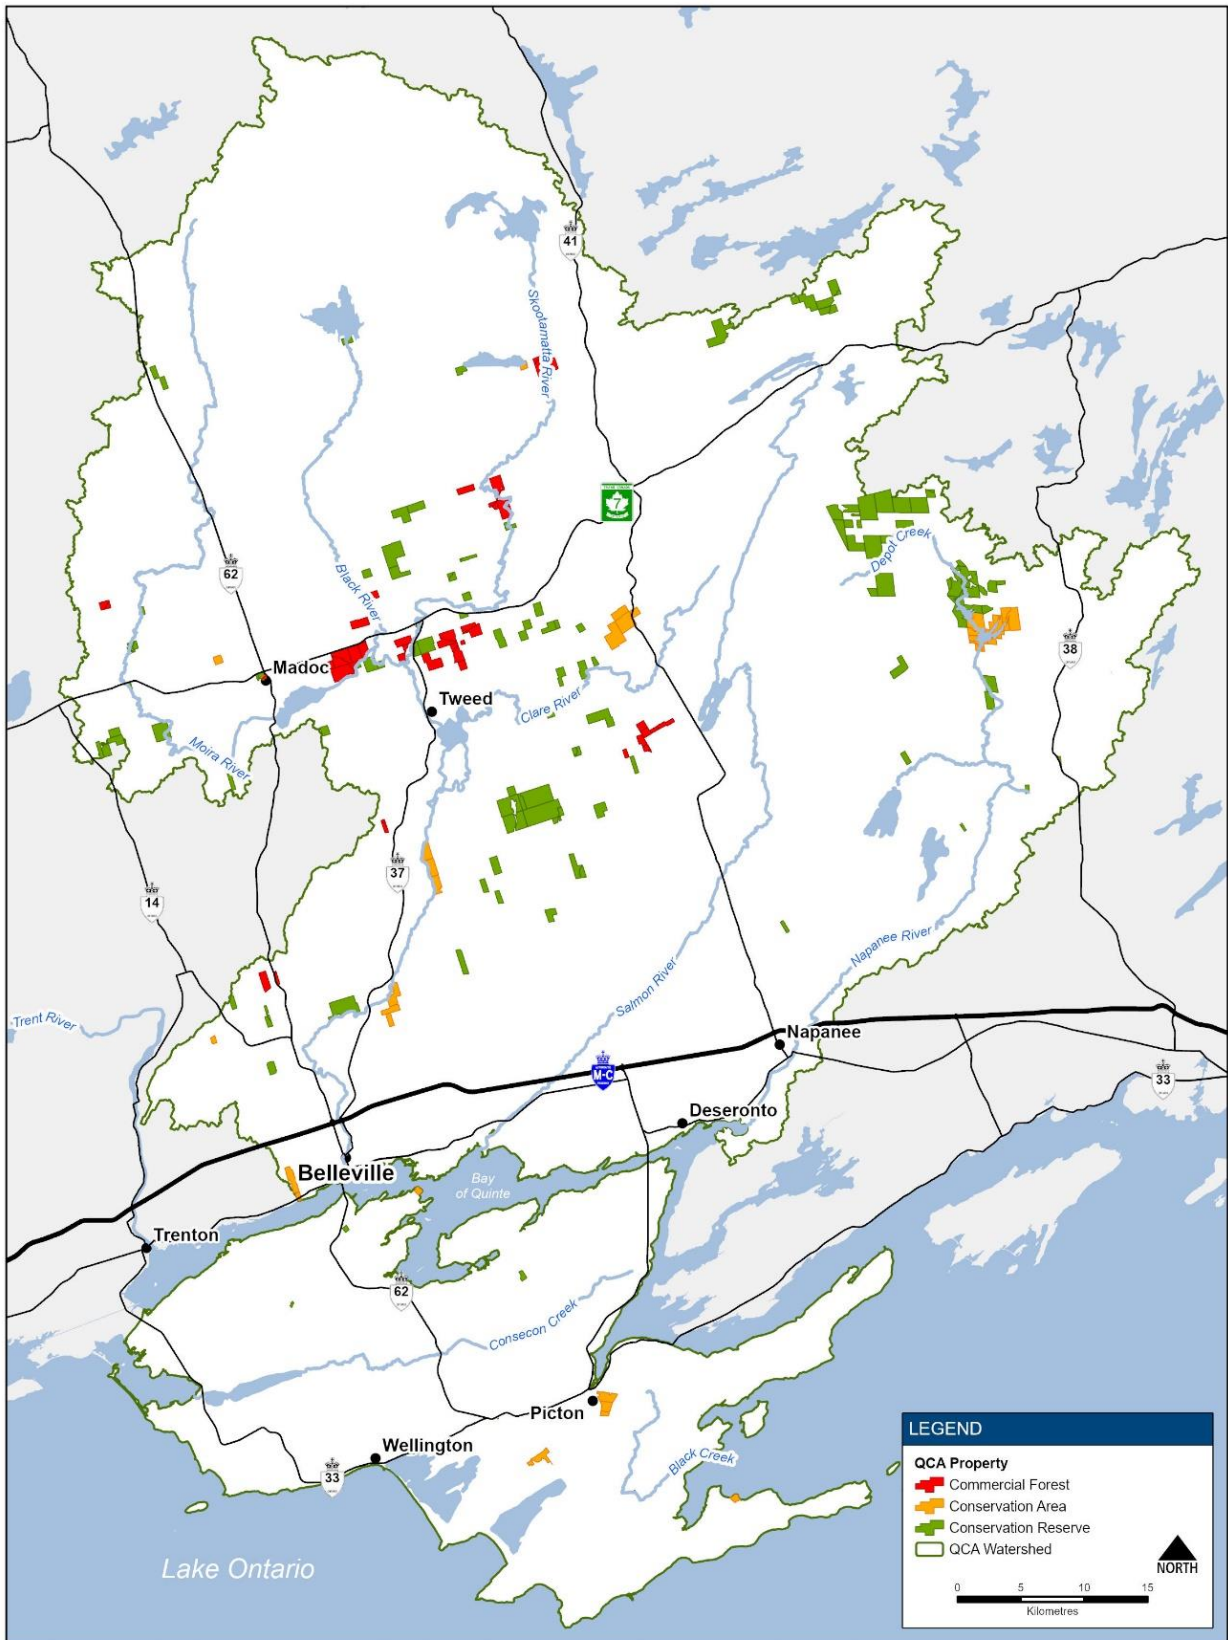 41
Skootamatta River
7
Depot Creek
62
Black River
38
Madoc
Tweed
Clare River
Moira River
37
14
Napanee River
Salmon River
Trent River
Napanee
M-C
33
Deseronto
Belleville
Bay
of Quinte
Trenton
62
Consecon Creek
Picton
Wellington
Black Creek
33
Lake Ontario
LEGEND
QCA Property
Commercial Forest
Conservation Area
Conservation Reserve
QCA Watershed
NORTH
0 5 10 15
Kilometres